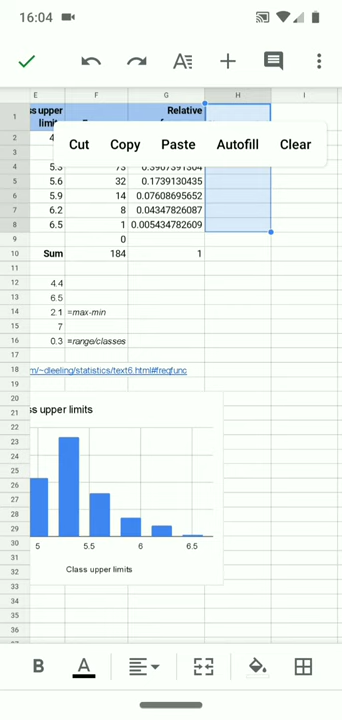 16:04
A
E F G H I
1 ss upper Relative
limi
Cut Copy Paste Autofill Clear
2 4
3
4 5.3 73 0.3967391304
5 5.6 32 0.1739130435
6 5.9 14 0.07608695652
7 6.2 8 0.04347826087
8 6.5 1 0.005434782609
9 0
10 Sum 184 1
11
12 4.4
13 6.5
14 2.1 =max-min
15 7
16 0.3 =range/classes
17
18 m/~dleeling/statistics/text6.html#freqfunc
19
20
21 ss upper limits
22
23
24
25
26
27
28
29
30 5 5.5 6 6.5
31
32 Class upper limits
33
34
35
36
B A